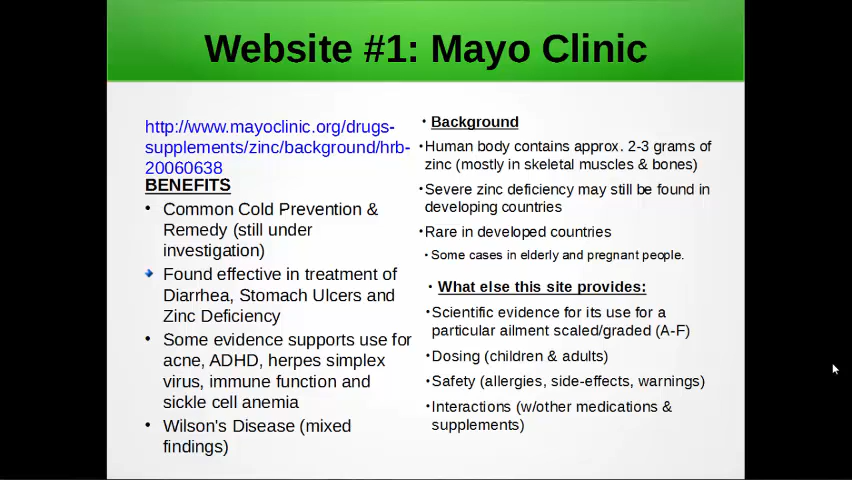 Website #1: Mayo Clinic
http://www.mayoclinic.org/drugs-
supplements/zinc/background/hrb-
20060638
BENEFITS
• Common Cold Prevention &
Remedy (still under
investigation)
Found effective in treatment of
Diarrhea, Stomach Ulcers and
Zinc Deficiency
• Some evidence supports use for
acne, ADHD, herpes simplex
virus, immune function and
sickle cell anemia
• Wilson's Disease (mixed
findings)
• Background
•Human body contains approx. 2-3 grams of
zinc (mostly in skeletal muscles & bones)
•Severe zinc deficiency may still be found in
developing countries
•Rare in developed countries
• Some cases in elderly and pregnant people.
• What else this site provides:
•Scientific evidence for its use for a
particular ailment scaled/graded (A-F)
•Dosing (children & adults)
•Safety (allergies, side-effects, warnings)
•Interactions (w/other medications &
supplements)